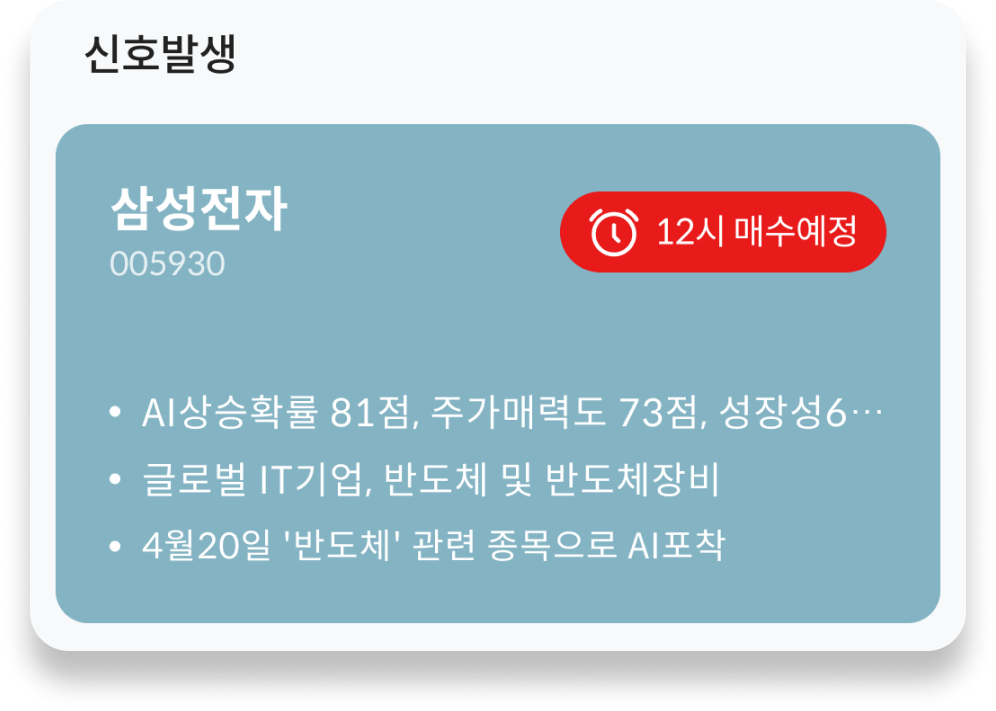 신호발생
삼성전자
12시 매수예정
005930
• AI상승확률 81점, 주가매력도 73점, 성장성6…
• 글로벌 IT기업, 반도체 및 반도체장비
• 4월20일 '반도체' 관련 종목으로 AI포착